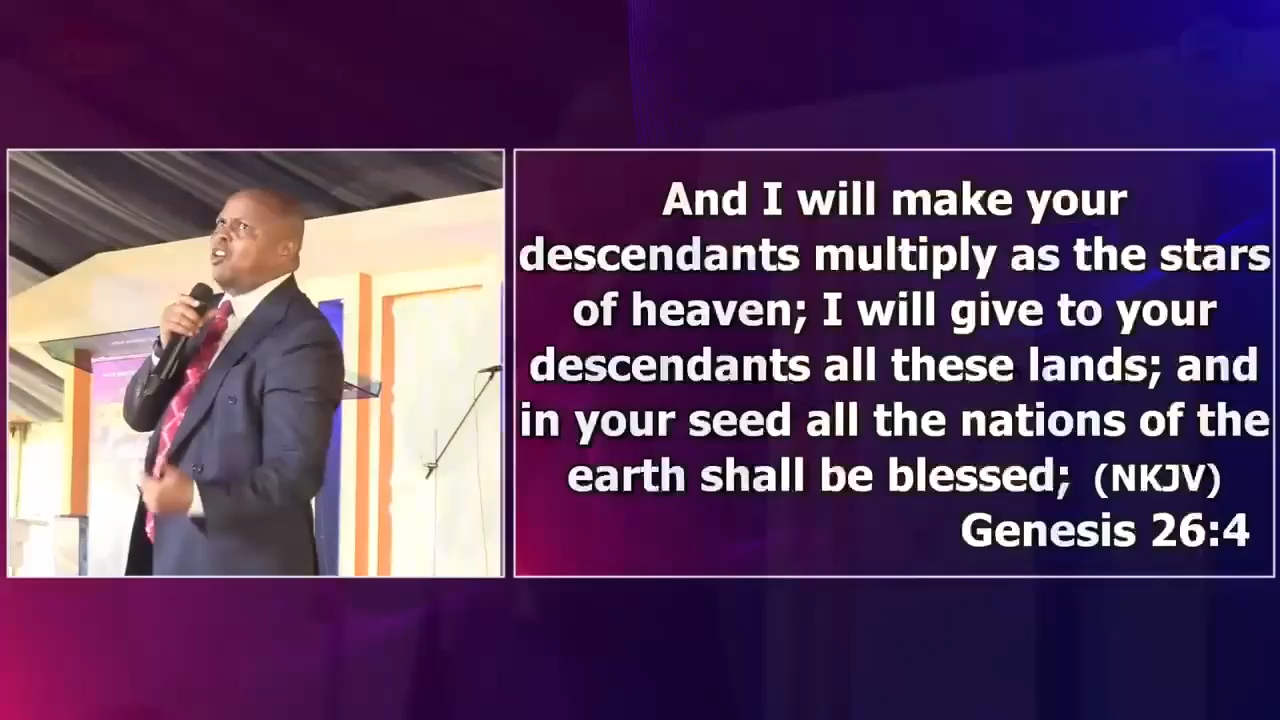 And I will make your
descendants multiply as the stars
of heaven; I will give to your
descendants all these lands; and
in your seed all the nations of the
earth shall be blessed; (NKJV)
Genesis 26:4